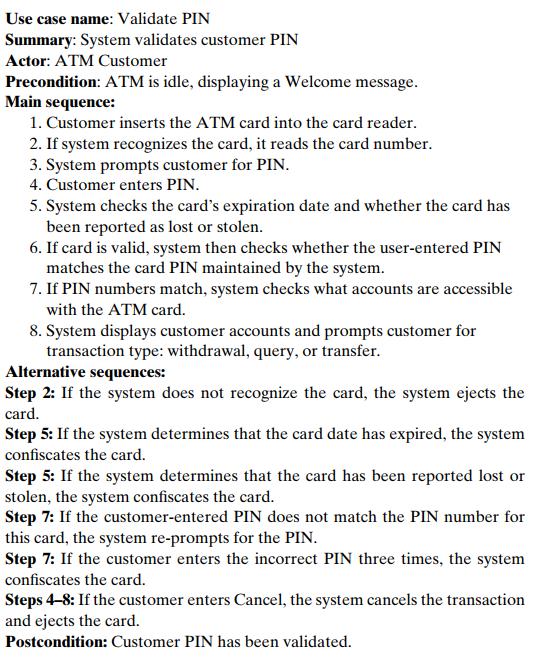 Use case name: Validate PIN
Summary: System validates customer PIN
Actor: ATM Customer
Precondition: ATM is idle, displaying a Welcome message.
Main sequence:
1. Customer inserts the ATM card into the card reader.
2. If system recognizes the card, it reads the card number.
3. System prompts customer for PIN.
4. Customer enters PIN.
5. System checks the card's expiration date and whether the card has
been reported as lost or stolen.
6. If card is valid, system then checks whether the user-entered PIN
matches the card PIN maintained by the system.
7. If PIN numbers match, system checks what accounts are accessible
with the ATM card.
8. System displays customer accounts and prompts customer for
transaction type: withdrawal, query, or transfer.
Alternative sequences:
Step 2: If the system does not recognize the card, the system ejects the
card.
Step 5: If the system determines that the card date has expired, the system
confiscates the card.
Step 5: If the system determines that the card has been reported lost or
stolen, the system confiscates the card.
Step 7: If the customer-entered PIN does not match the PIN number for
this card, the system re-prompts for the PIN.
Step 7: If the customer enters the incorrect PIN three times, the system
confiscates the card.
Steps 4–8: If the customer enters Cancel, the system cancels the transaction
and ejects the card.
Postcondition: Customer PIN has been validated.